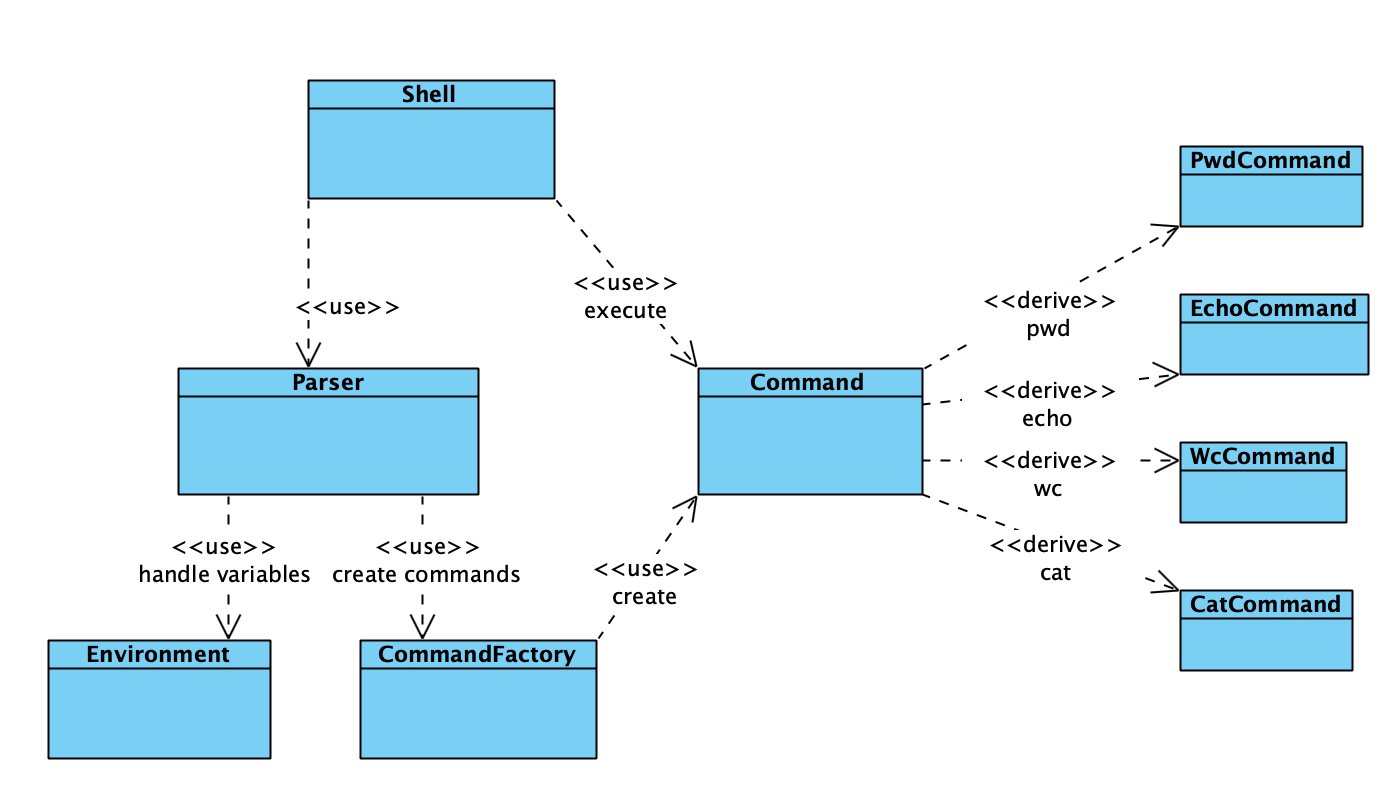 Shell
PwdCommand
<<use>>
execute
<<derive>>
pwd
EchoCommand
<<use>>
Parser
Command
<<derive>>
echo
WcCommand
<<derive>>
wc
<<use>>
handle variables
<<use>>
create commands
<<use>>
create
<<derive>>
cat
CatCommand
Environment
CommandFactory